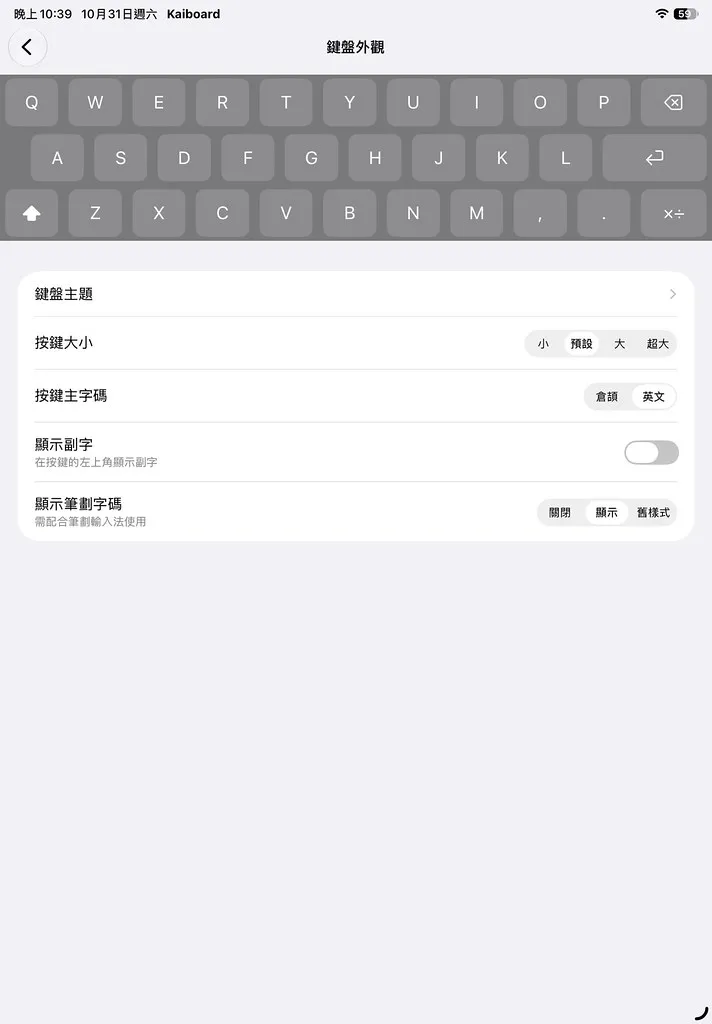 晚上10:39 10月31日週六 Kaiboard 59
鍵盤外觀
Q W E R T Y U I O P
A S D F G H J K L
Z X C V B N M , . ×÷
鍵盤主題
按鍵大小 小 預設 大 超大
按鍵主字碼 倉頡 英文
顯示副字
在按鍵的左上角顯示副字
顯示筆劃字碼 關閉 顯示 舊樣式
需配合筆劃輸入法使用